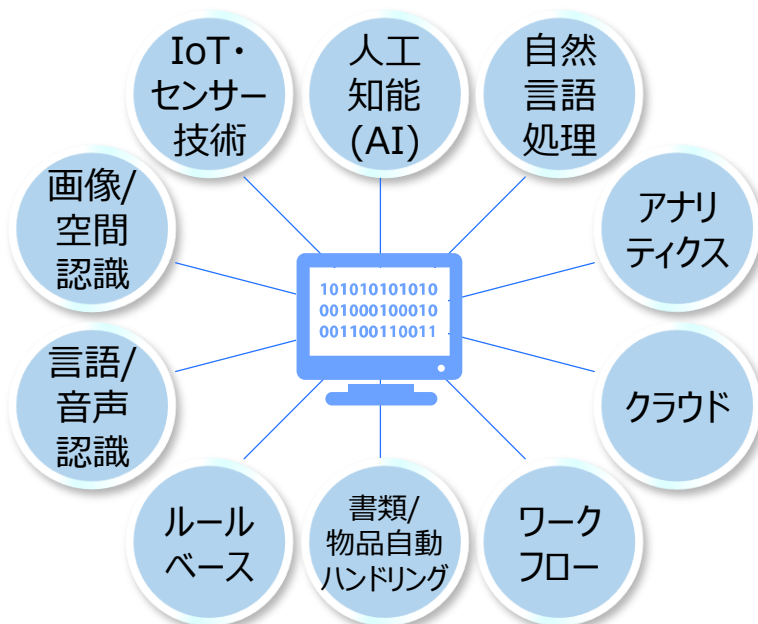 IoT・
センサー
技術
人工
知能
(AI)
自然
言語
処理
画像/
空間
認識
アナリ
ティクス
101010101010
001000100010
001100110011
言語/
音声
認識
クラウド
ルール
ベース
書類/
物品自動
ハンドリング
ワーク
フロー